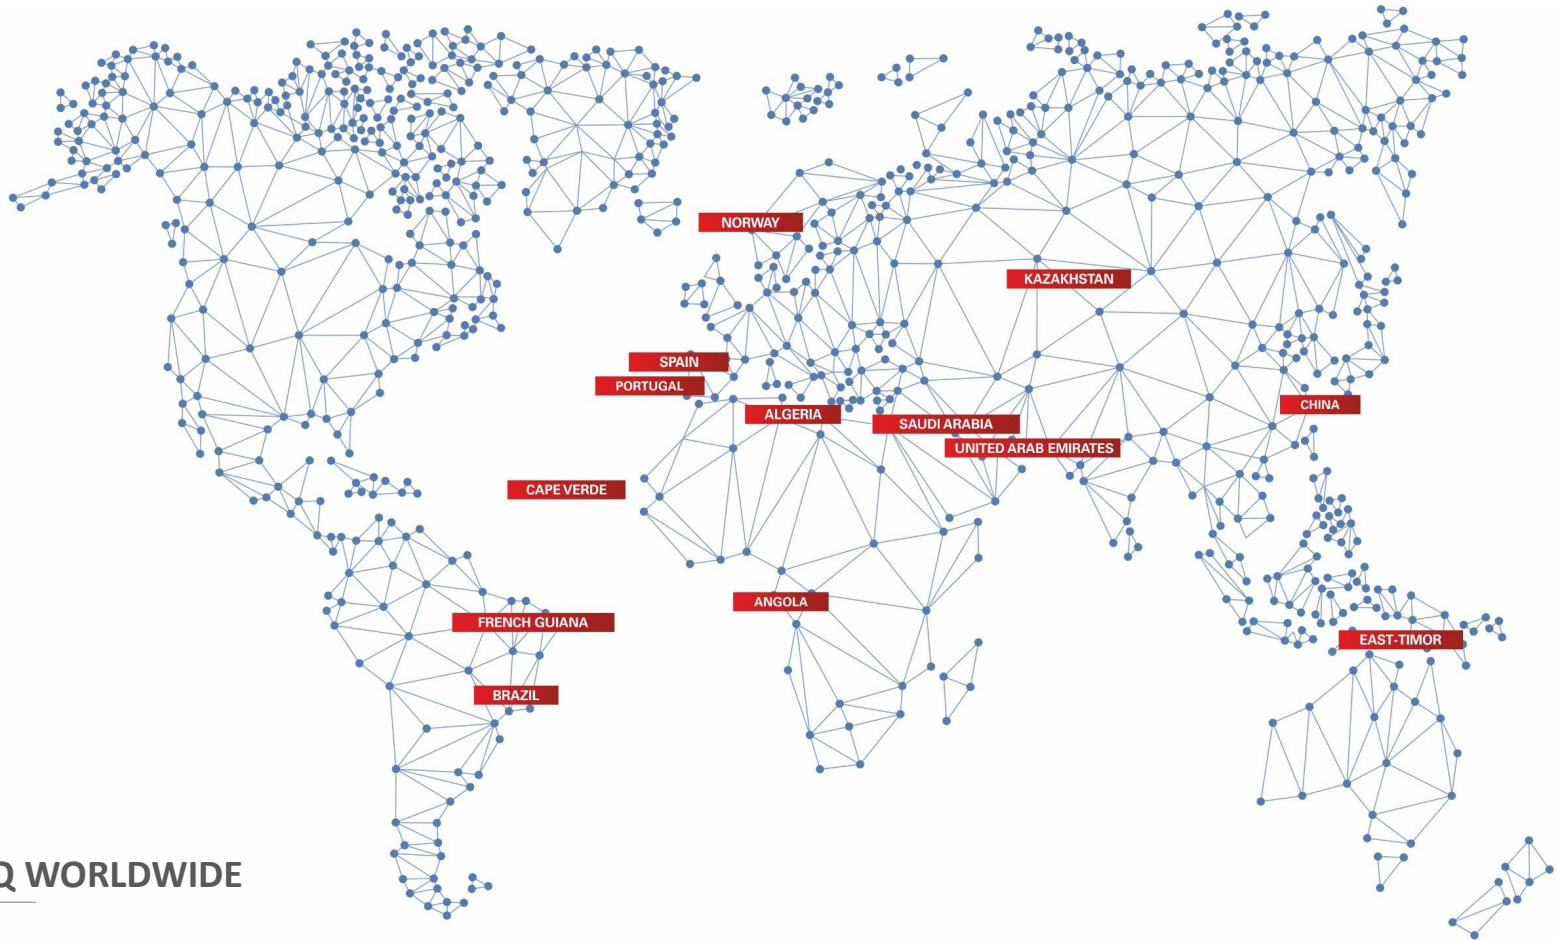 NORWAY
KAZAKHSTAN
SPAIN
PORTUGAL
CHINA
ALGERIA
SAUDI ARABIA
UNITED ARAB EMIRATES
CAPE VERDE
ANGOLA
FRENCH GUIANA
EAST-TIMOR
BRAZIL
Q WORLDWIDE